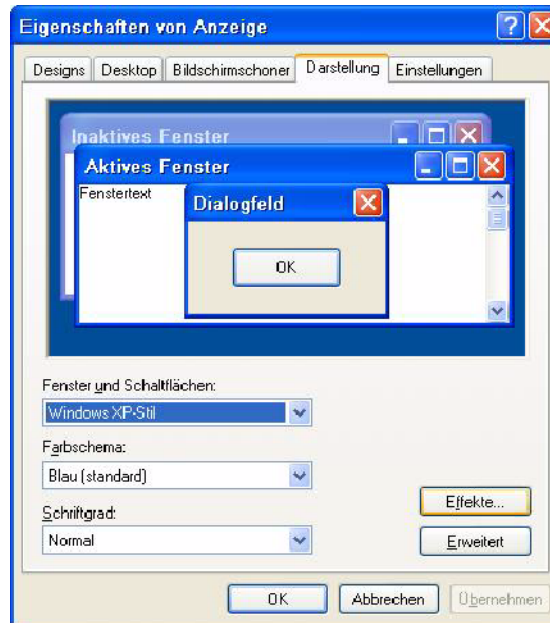 Eigenschaften von Anzeige
Designs Desktop Bildschirmschoner Darstellung Einstellungen
Inaktives Fenster
Aktives Fenster
Fenstertext
Dialogfeld
OK
Fenster und Schaltflächen:
Windows XP-Stil
Farbschema:
Blau (standard)
Effekte...
Schriftgrad:
Normal
Erweitert
OK Abbrechen Übernehmen